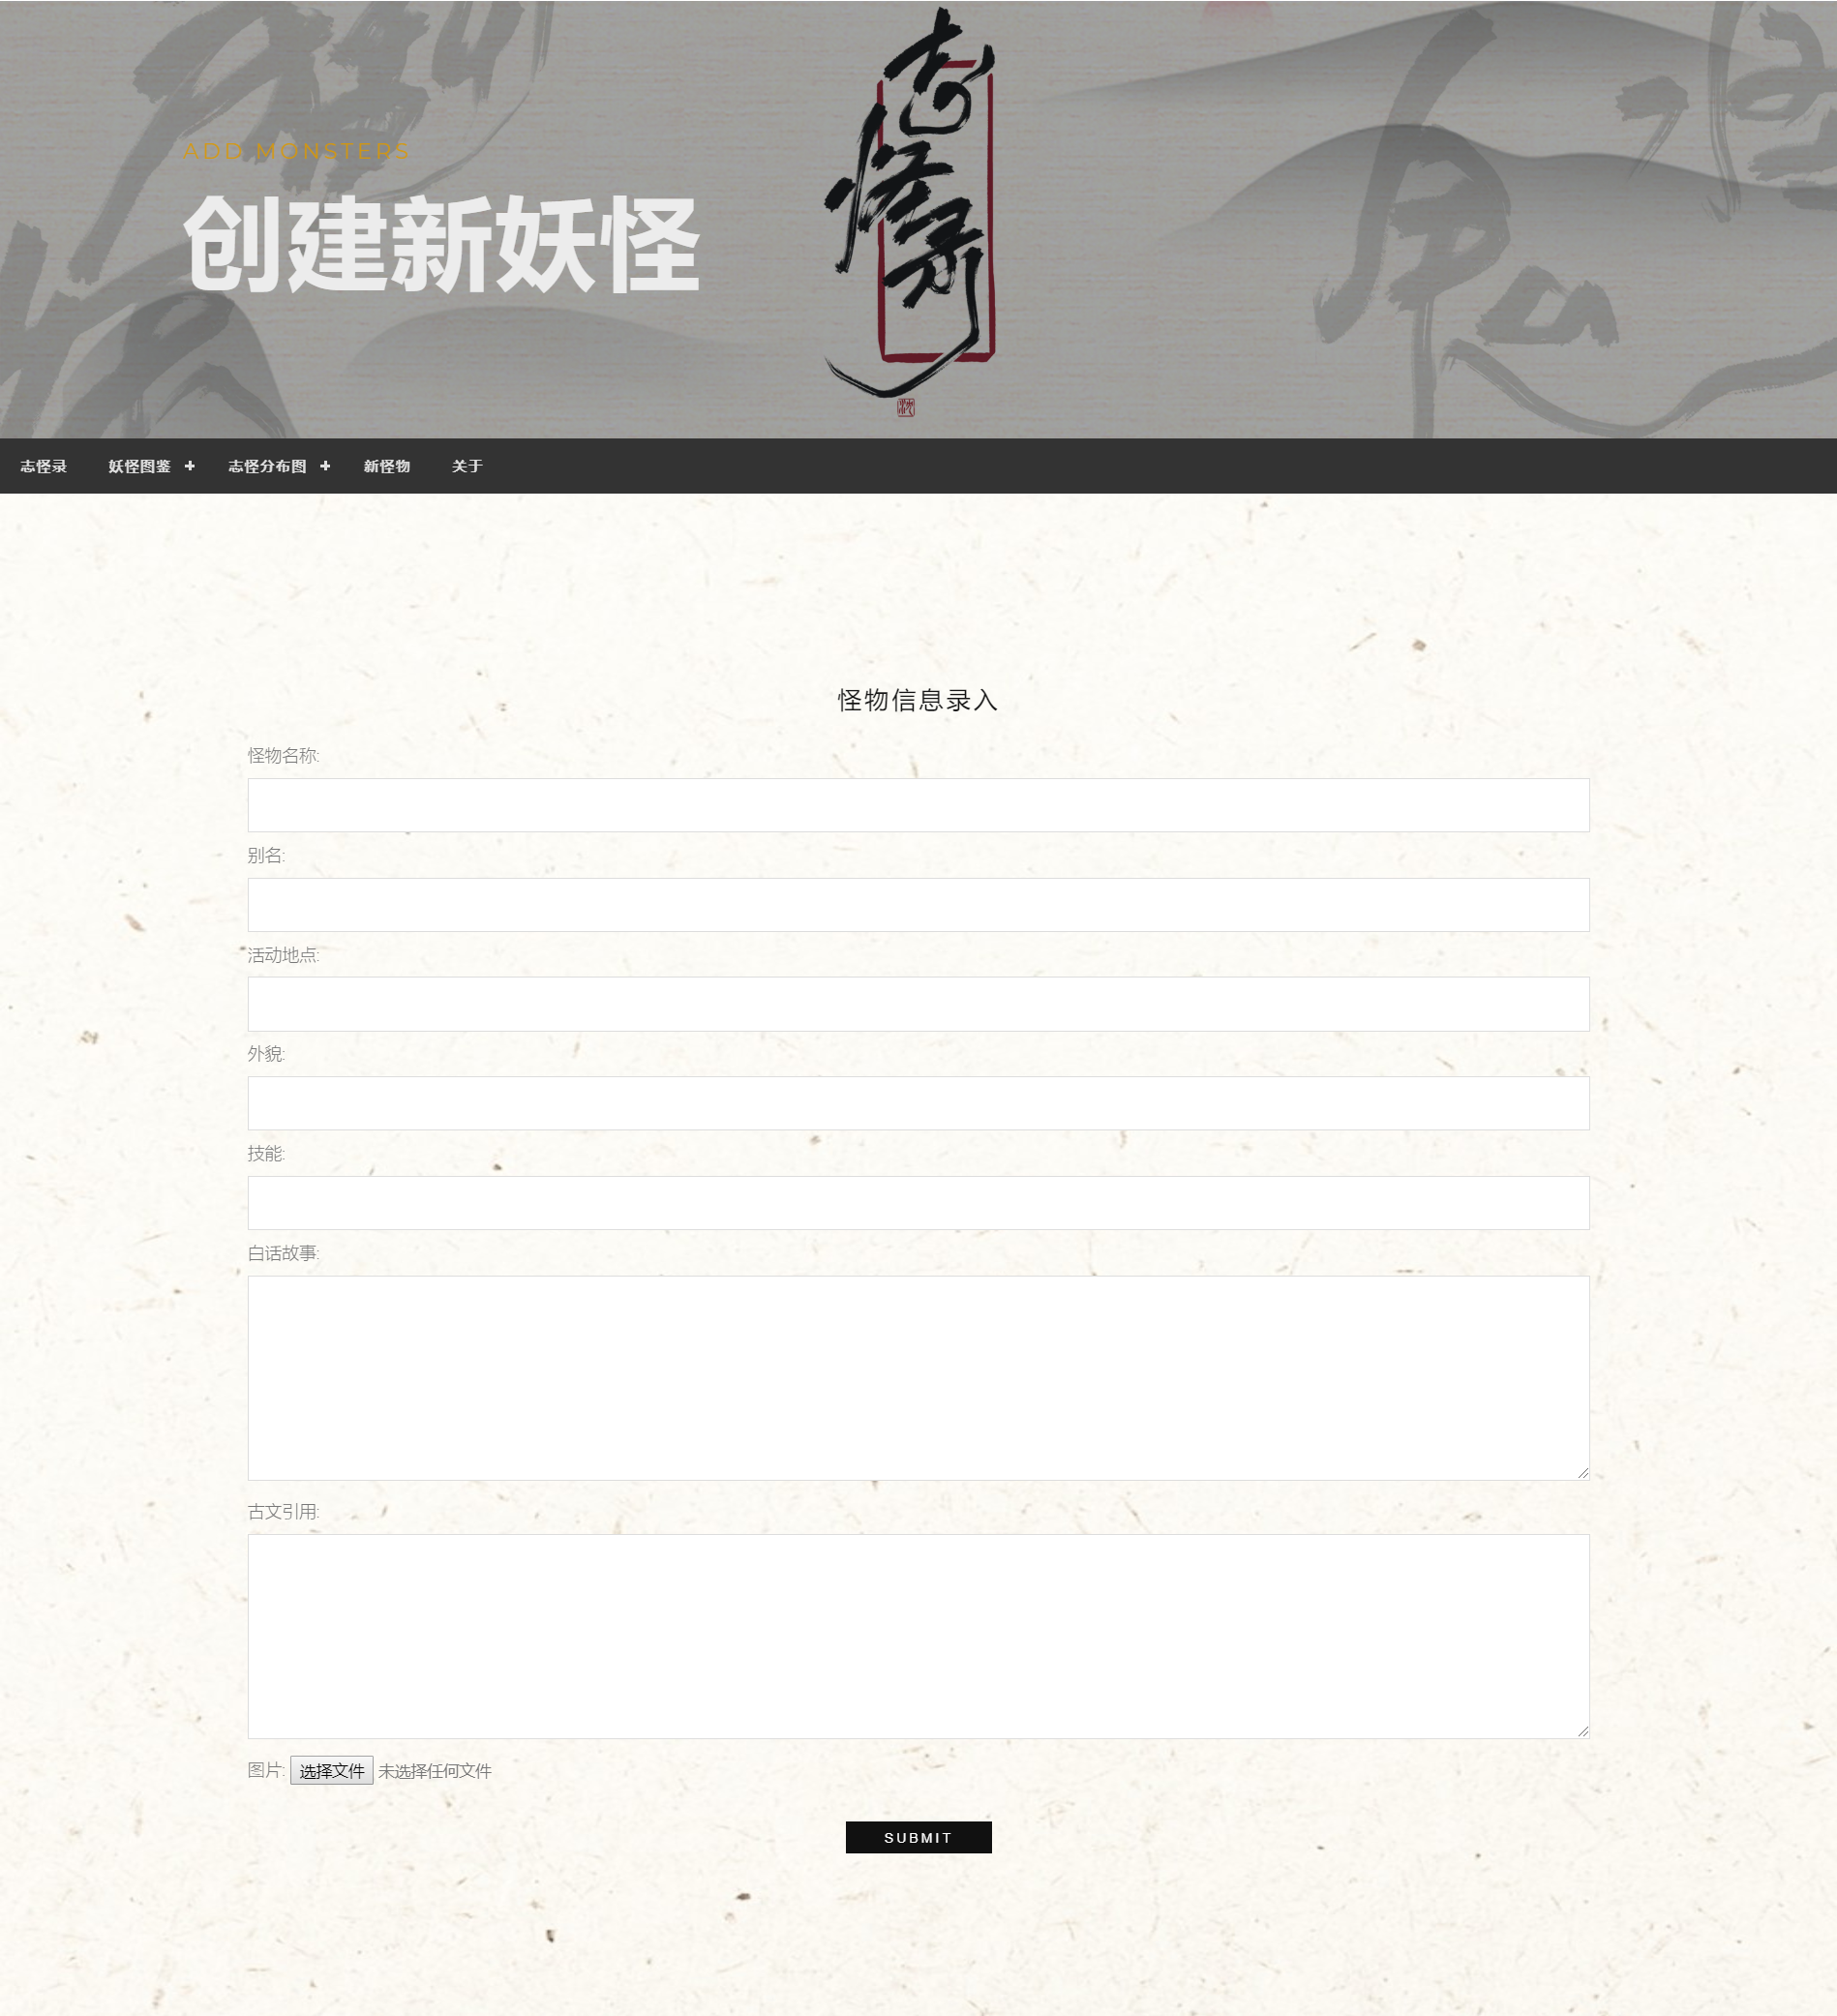 ADD MONSTERS
创建新妖怪
志怪录
志怪录 妖怪图鉴 + 志怪分布图 + 新怪物 关于
怪物信息录入
怪物名称:
别名:
活动地点:
外貌:
技能:
白话故事:
古文引用:
图片: 选择文件 未选择任何文件
SUBMIT